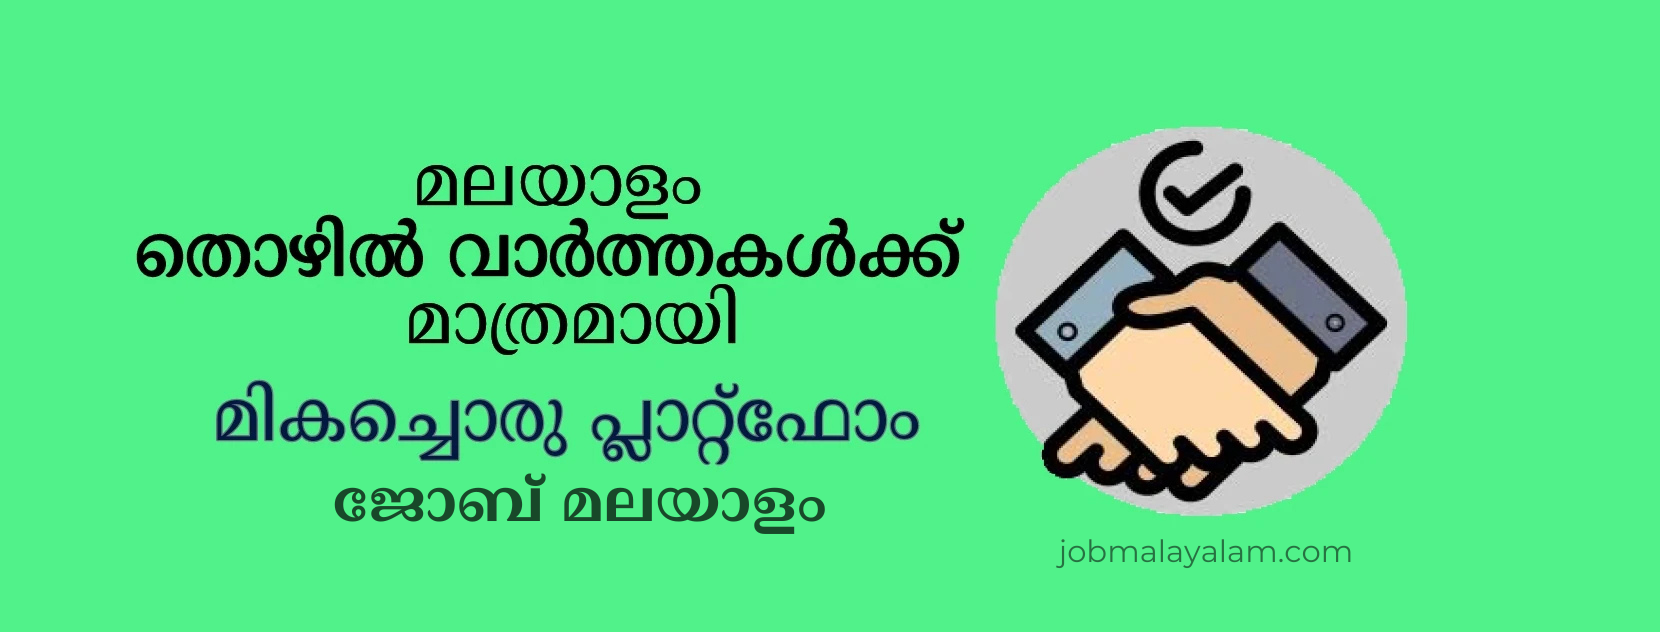 മലയാളം
തൊഴിൽ വാർത്തകൾക്ക്
മാത്രമായി
മികച്ചൊരു പ്ലാറ്റ്ഫോം
ജോബ് മലയാളം
jobmalayalam.com